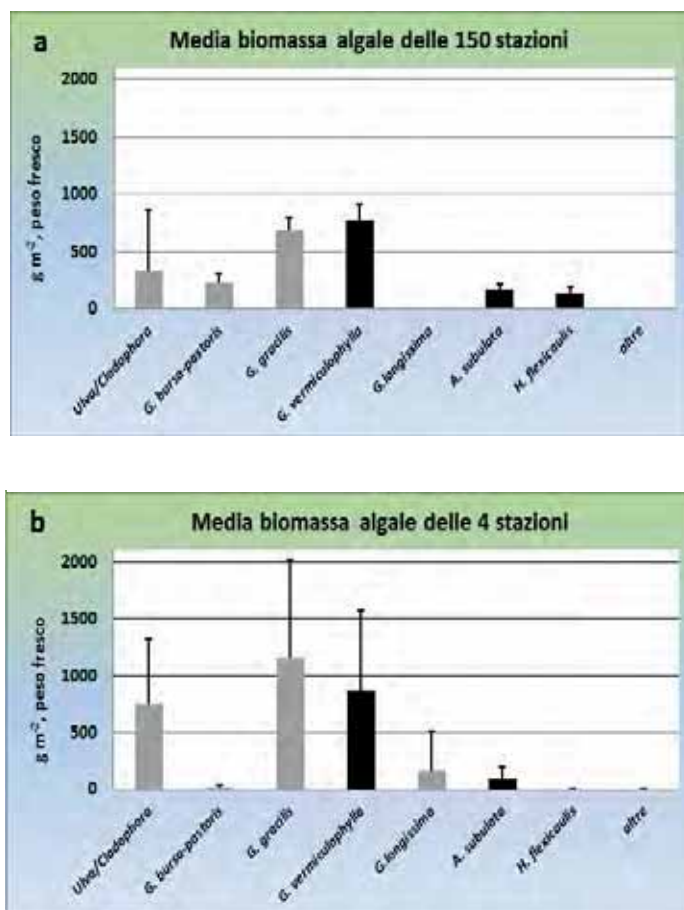 a
Media biomassa algale delle 150 stazioni
g m⁻², peso fresco
2000
1500
1000
500
0
Ulva/Cladophora
G. bursa-pastoris
G. gracilis
G. vermiculophylla
G.longissima
A. subulata
H. flexicaulis
altre
b
Media biomassa algale delle 4 stazioni
g m⁻², peso fresco
2000
1500
1000
500
0
Ulva/Cladophora
G. bursa-pastoris
G. gracilis
G. vermiculophylla
G.longissima
A. subulata
H. flexicaulis
altre